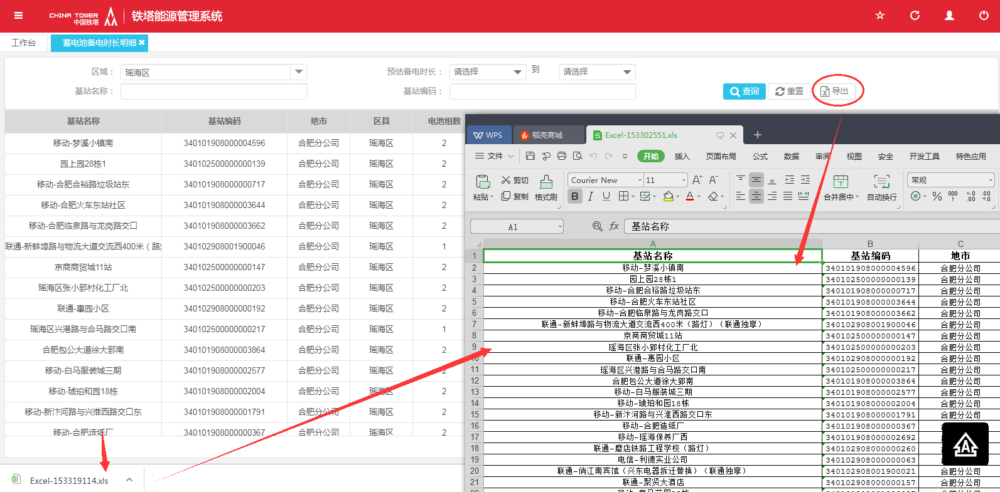 CHINA TOWER
中国铁塔
铁塔能源管理系统
工作台
蓄电池备电时长明细
区域：
瑶海区
预估备电时长：
请选择
到
请选择
基站名称：
基站编码：
查询
重置
导出
基站名称 基站编码 地市 区县 电池组数
移动-梦溪小镇南 340101908000004596 合肥分公司 瑶海区 2
园上园28栋1 340102500000000139 合肥分公司 瑶海区 2
移动-合肥合裕路垃圾站东 340101908000000717 合肥分公司 瑶海区 2
移动-合肥火车东站社区 340101908000003644 合肥分公司 瑶海区 2
移动-合肥临泉路与龙岗路交口 340101908000003662 合肥分公司 瑶海区 2
联通-新蚌埠路与物流大道交流西400米（路 340102908001900046 合肥分公司 瑶海区 1
京商商贸城11站 340102500000000147 合肥分公司 瑶海区 2
瑶海区张小郢村化工厂北 340102500000000203 合肥分公司 瑶海区 2
联通-惠园小区 340102908000000192 合肥分公司 瑶海区 2
瑶海区兴港路与合马路交口南 340102500000000217 合肥分公司 瑶海区 1
合肥包公大道徐大郢南 340101908000003864 合肥分公司 瑶海区 2
移动-白马服装城三期 340101908000002577 合肥分公司 瑶海区 2
移动-琥珀和园18栋 340101908000002004 合肥分公司 瑶海区 2
移动-新汴河路与兴淮西路交口东 340101908000001791 合肥分公司 瑶海区 2
移动-合肥造纸厂 340101908000000367 合肥分公司 瑶海区 2
Excel-153319114.xls
WPS
稻壳商城
Excel-153302551.xls
文件
开始
插入
页面布局
公式
数据
审阅
视图
安全
开发工具
特色应用
粘贴
剪切
复制
格式刷
Courier New
11
B I U
合并居中
自动换行
常规
A1
fx
基站名称
A B C
1 基站名称 基站编码 地市
2 移动-梦溪小镇南 340101908000004596 合肥分公司
3 园上园28栋1 340102500000000139 合肥分公司
4 移动-合肥合裕路垃圾站东 340101908000000717 合肥分公司
5 移动-合肥火车东站社区 340101908000003644 合肥分公司
6 移动-合肥临泉路与龙岗路交口 340101908000003662 合肥分公司
7 联通-新蚌埠路与物流大道交流西400米（路灯）（联通独享） 340102908001900046 合肥分公司
8 京商商贸城11站 340102500000000147 合肥分公司
9 瑶海区张小郢村化工厂北 340102500000000203 合肥分公司
10 联通-惠园小区 340102908000000192 合肥分公司
11 瑶海区兴港路与合马路交口南 340102500000000217 合肥分公司
12 合肥包公大道徐大郢南 340101908000003864 合肥分公司
13 移动-白马服装城三期 340101908000002577 合肥分公司
14 移动-琥珀和园18栋 340101908000002004 合肥分公司
15 移动-新汴河路与兴淮西路交口东 340101908000001791 合肥分公司
16 移动-合肥造纸厂 340101908000000367
17 移动-瑶海保养厂西 340101908000002692
18 联通-磨店铁路工程学校（路灯） 340102908000000260
19 电信-利德实业公司 340103908000000063
20 联通-俏江南宾馆（兴东电器拆迁替换）（联通独享） 340102908001900021 合肥分公司
21 联通-聚贤大酒店 340102908000000157 合肥分公司